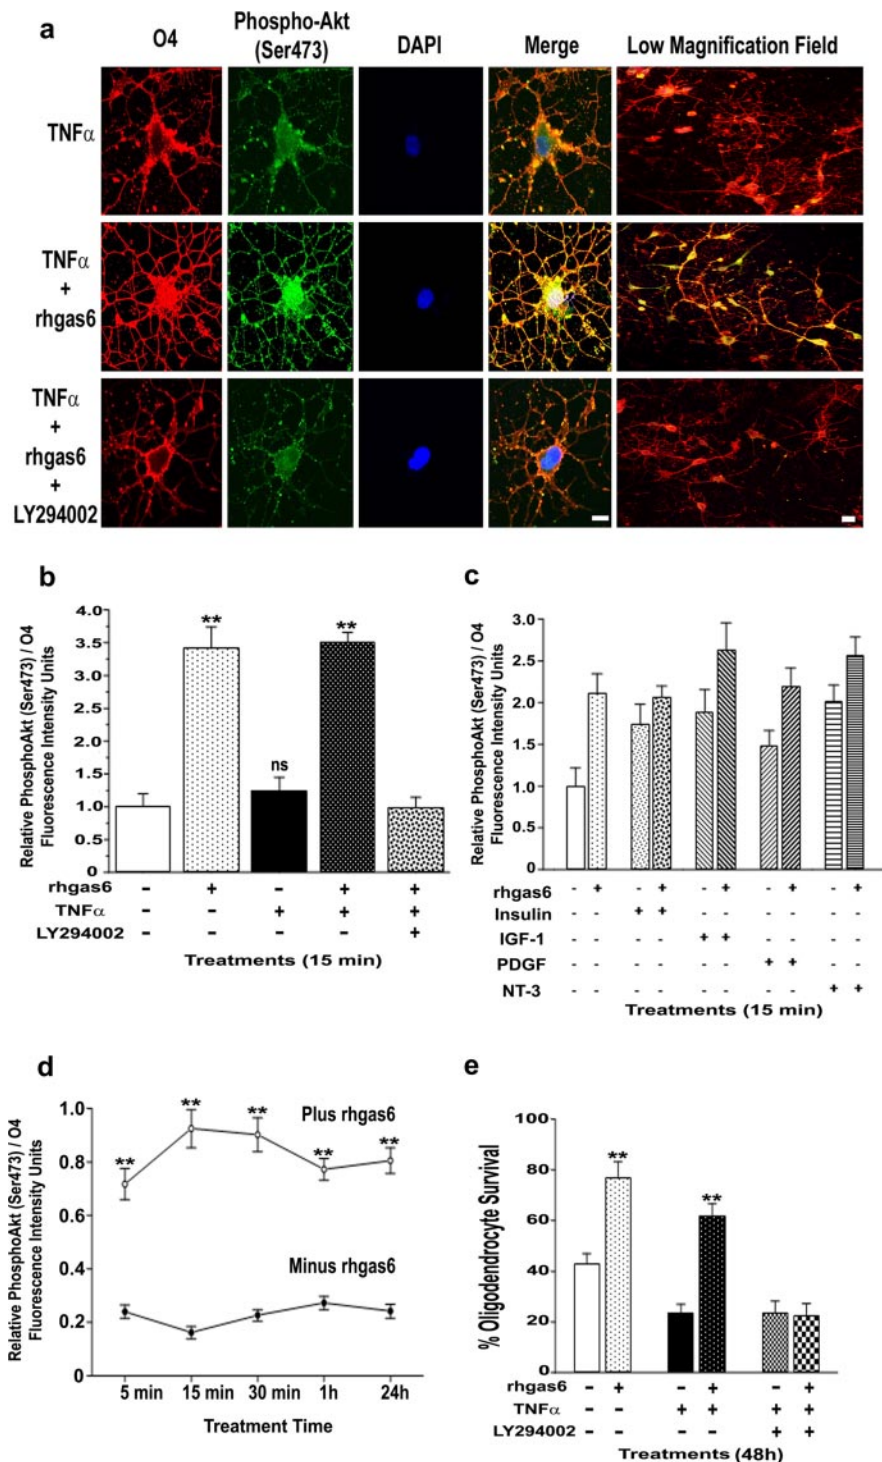 a
O4
Phospho-Akt
(Ser473)
DAPI
Merge
Low Magnification Field
TNFα
TNFα
+
rhgas6
TNFα
+
rhgas6
+
LY294002
b
Relative PhosphoAkt (Ser473) / O4
Fluorescence Intensity Units
4.0
3.5
3.0
2.5
2.0
1.5
1.0
0.5
0
**
ns
**
rhgas6 - + - + +
TNFα - - + + +
LY294002 - - - - +
Treatments (15 min)
c
Relative PhosphoAkt (Ser473) / O4
Fluorescence Intensity Units
3.0
2.5
2.0
1.5
1.0
0.5
0
rhgas6 - + - + - + - + - +
Insulin - - + + - - - - - -
IGF-1 - - - - + + - - - -
PDGF - - - - - - + + - -
NT-3 - - - - - - - - + +
Treatments (15 min)
d
Relative PhosphoAkt (Ser473) / O4
Fluorescence Intensity Units
1.0
0.8
0.6
0.4
0.2
0
**
**
**
**
**
Plus rhgas6
Minus rhgas6
5 min 15 min 30 min 1h 24h
Treatment Time
e
% Oligodendrocyte Survival
100
80
60
40
20
0
**
**
rhgas6 - + - + - +
TNFα - - + + + +
LY294002 - - - - + +
Treatments (48h)